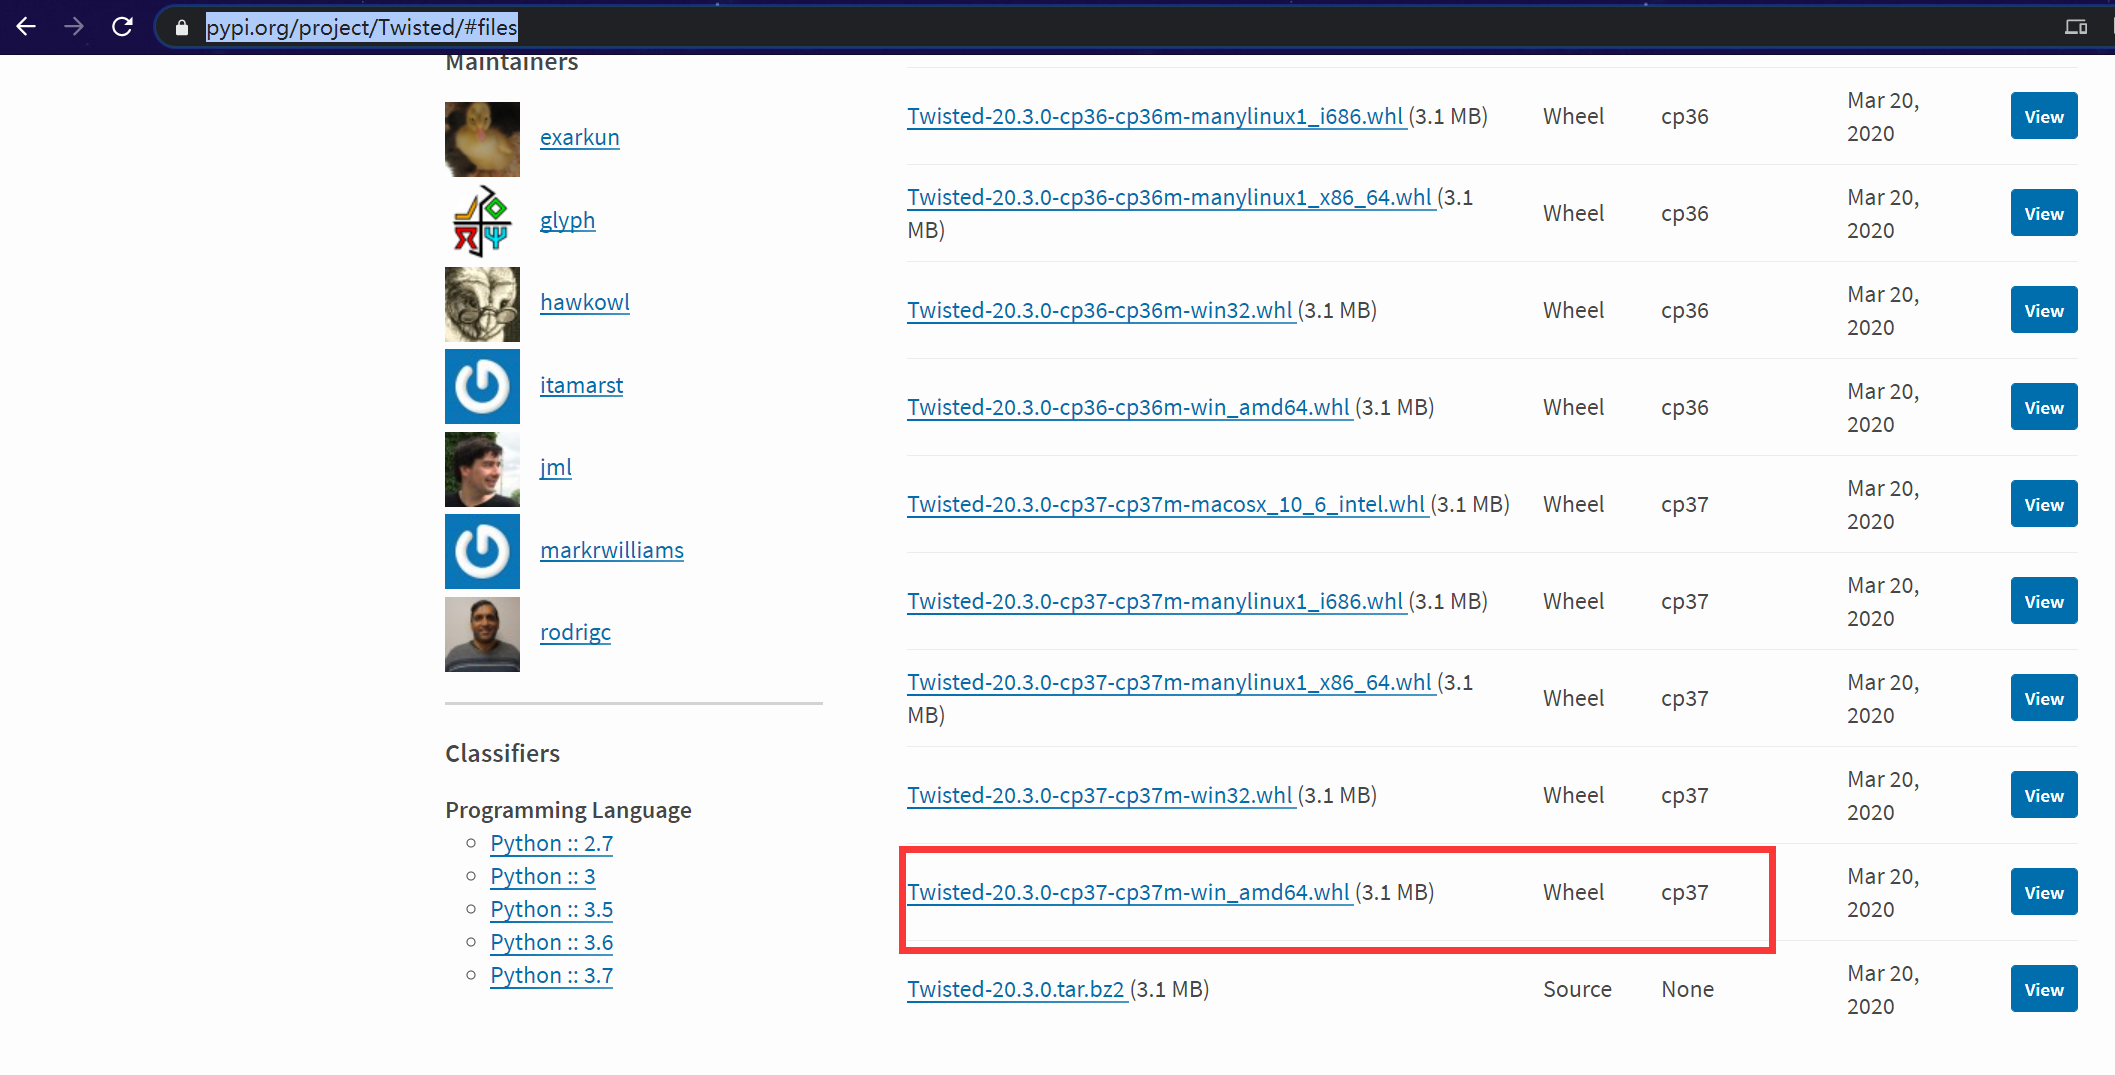 pypi.org/project/Twisted/#files
Maintainers
exarkun
glyph
hawkowl
itamarst
jml
markrwilliams
rodrigc
Classifiers
Programming Language
Python :: 2.7
Python :: 3
Python :: 3.5
Python :: 3.6
Python :: 3.7
Twisted-20.3.0-cp36-cp36m-manylinux1_i686.whl (3.1 MB) Wheel cp36 Mar 20,
2020 View
Twisted-20.3.0-cp36-cp36m-manylinux1_x86_64.whl (3.1
MB) Wheel cp36 Mar 20,
2020 View
Twisted-20.3.0-cp36-cp36m-win32.whl (3.1 MB) Wheel cp36 Mar 20,
2020 View
Twisted-20.3.0-cp36-cp36m-win_amd64.whl (3.1 MB) Wheel cp36 Mar 20,
2020 View
Twisted-20.3.0-cp37-cp37m-macosx_10_6_intel.whl (3.1 MB) Wheel cp37 Mar 20,
2020 View
Twisted-20.3.0-cp37-cp37m-manylinux1_i686.whl (3.1 MB) Wheel cp37 Mar 20,
2020 View
Twisted-20.3.0-cp37-cp37m-manylinux1_x86_64.whl (3.1
MB) Wheel cp37 Mar 20,
2020 View
Twisted-20.3.0-cp37-cp37m-win32.whl (3.1 MB) Wheel cp37 Mar 20,
2020 View
Twisted-20.3.0-cp37-cp37m-win_amd64.whl (3.1 MB) Wheel cp37 Mar 20,
2020 View
Twisted-20.3.0.tar.bz2 (3.1 MB) Source None Mar 20,
2020 View